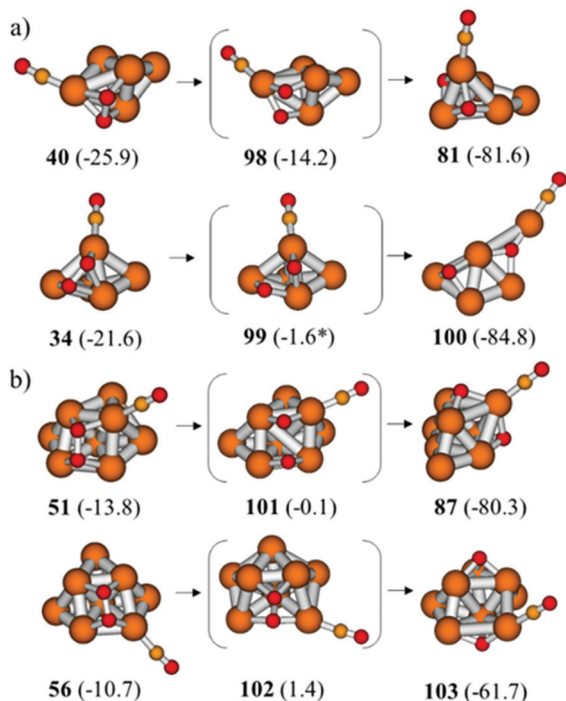 a)
40 (-25.9) 98 (-14.2) 81 (-81.6)
34 (-21.6) 99 (-1.6*) 100 (-84.8)
b)
51 (-13.8) 101 (-0.1) 87 (-80.3)
56 (-10.7) 102 (1.4) 103 (-61.7)